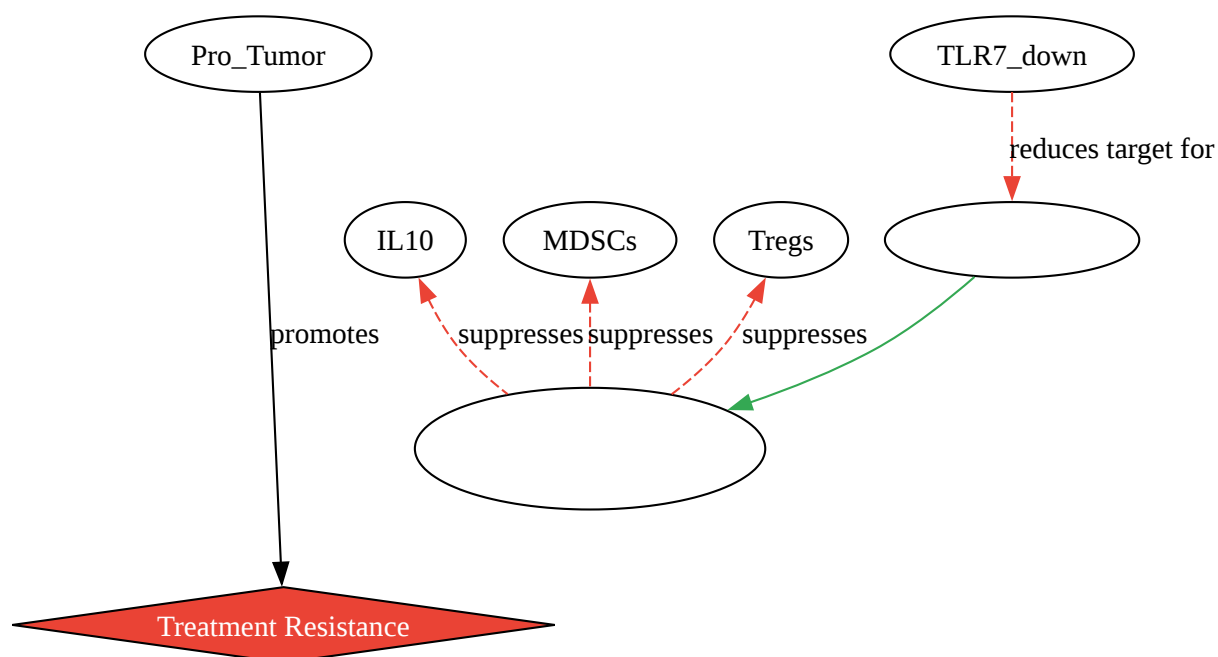 Pro_Tumor
TLR7_down
reduces target for
IL10
MDSCs
Tregs
promotes
suppresses
suppresses
suppresses
Treatment Resistance